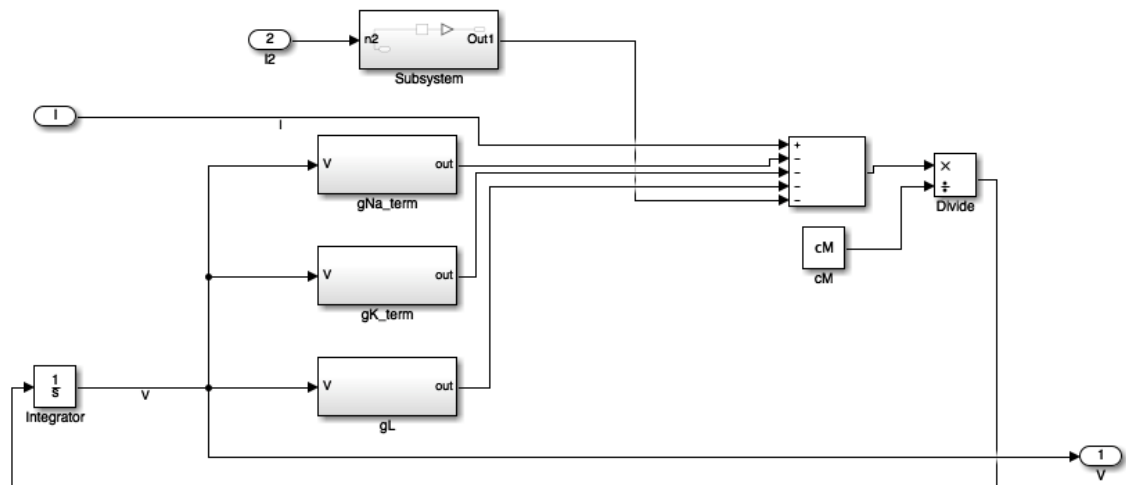 2
I2
n2
Out1
Subsystem
I
I
V
out
gNa_term
V
out
gK_term
V
out
gL
+
−
−
−
−
×
÷
Divide
cM
cM
1
s
Integrator
V
1
V